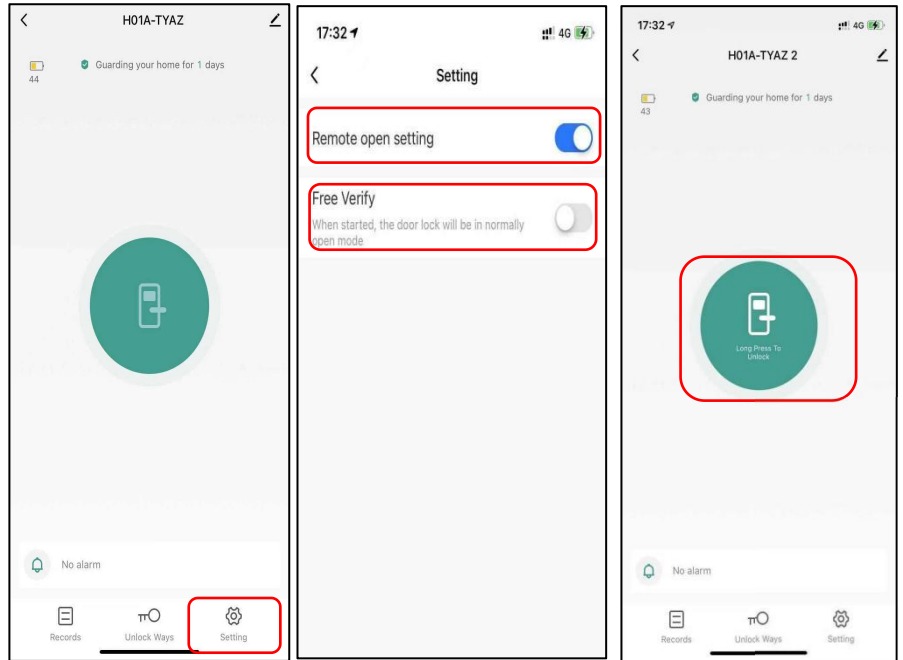 H01A-TYAZ
44
Guarding your home for 1 days
No alarm
Records
Unlock Ways
Setting
17:32
4G
Setting
Remote open setting
Free Verify
When started, the door lock will be in normally
open mode
17:32
4G
H01A-TYAZ 2
43
Guarding your home for 1 days
Long Press To
Unlock
No alarm
Records
Unlock Ways
Setting